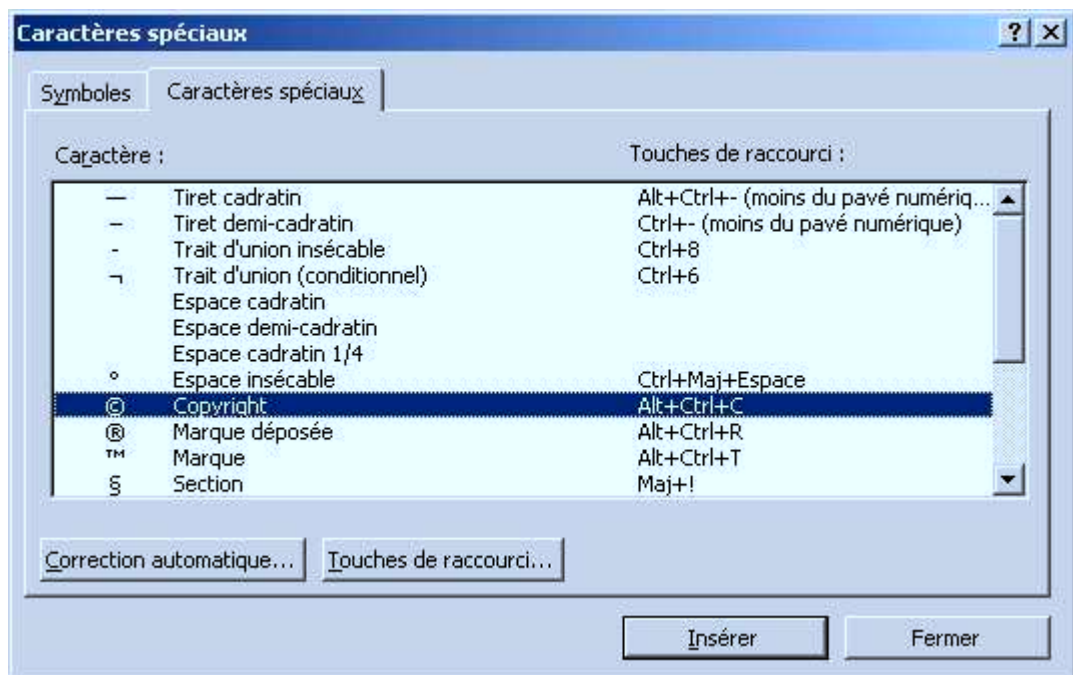 Caractères spéciaux
Symboles Caractères spéciaux
Caractère : Touches de raccourci :
— Tiret cadratin Alt+Ctrl+- (moins du pavé numériq...
– Tiret demi-cadratin Ctrl+- (moins du pavé numérique)
- Trait d'union insécable Ctrl+8
¬ Trait d'union (conditionnel) Ctrl+6
Espace cadratin
Espace demi-cadratin
Espace cadratin 1/4
° Espace insécable Ctrl+Maj+Espace
© Copyright Alt+Ctrl+C
® Marque déposée Alt+Ctrl+R
™ Marque Alt+Ctrl+T
§ Section Maj+!
Correction automatique... Touches de raccourci...
Insérer Fermer